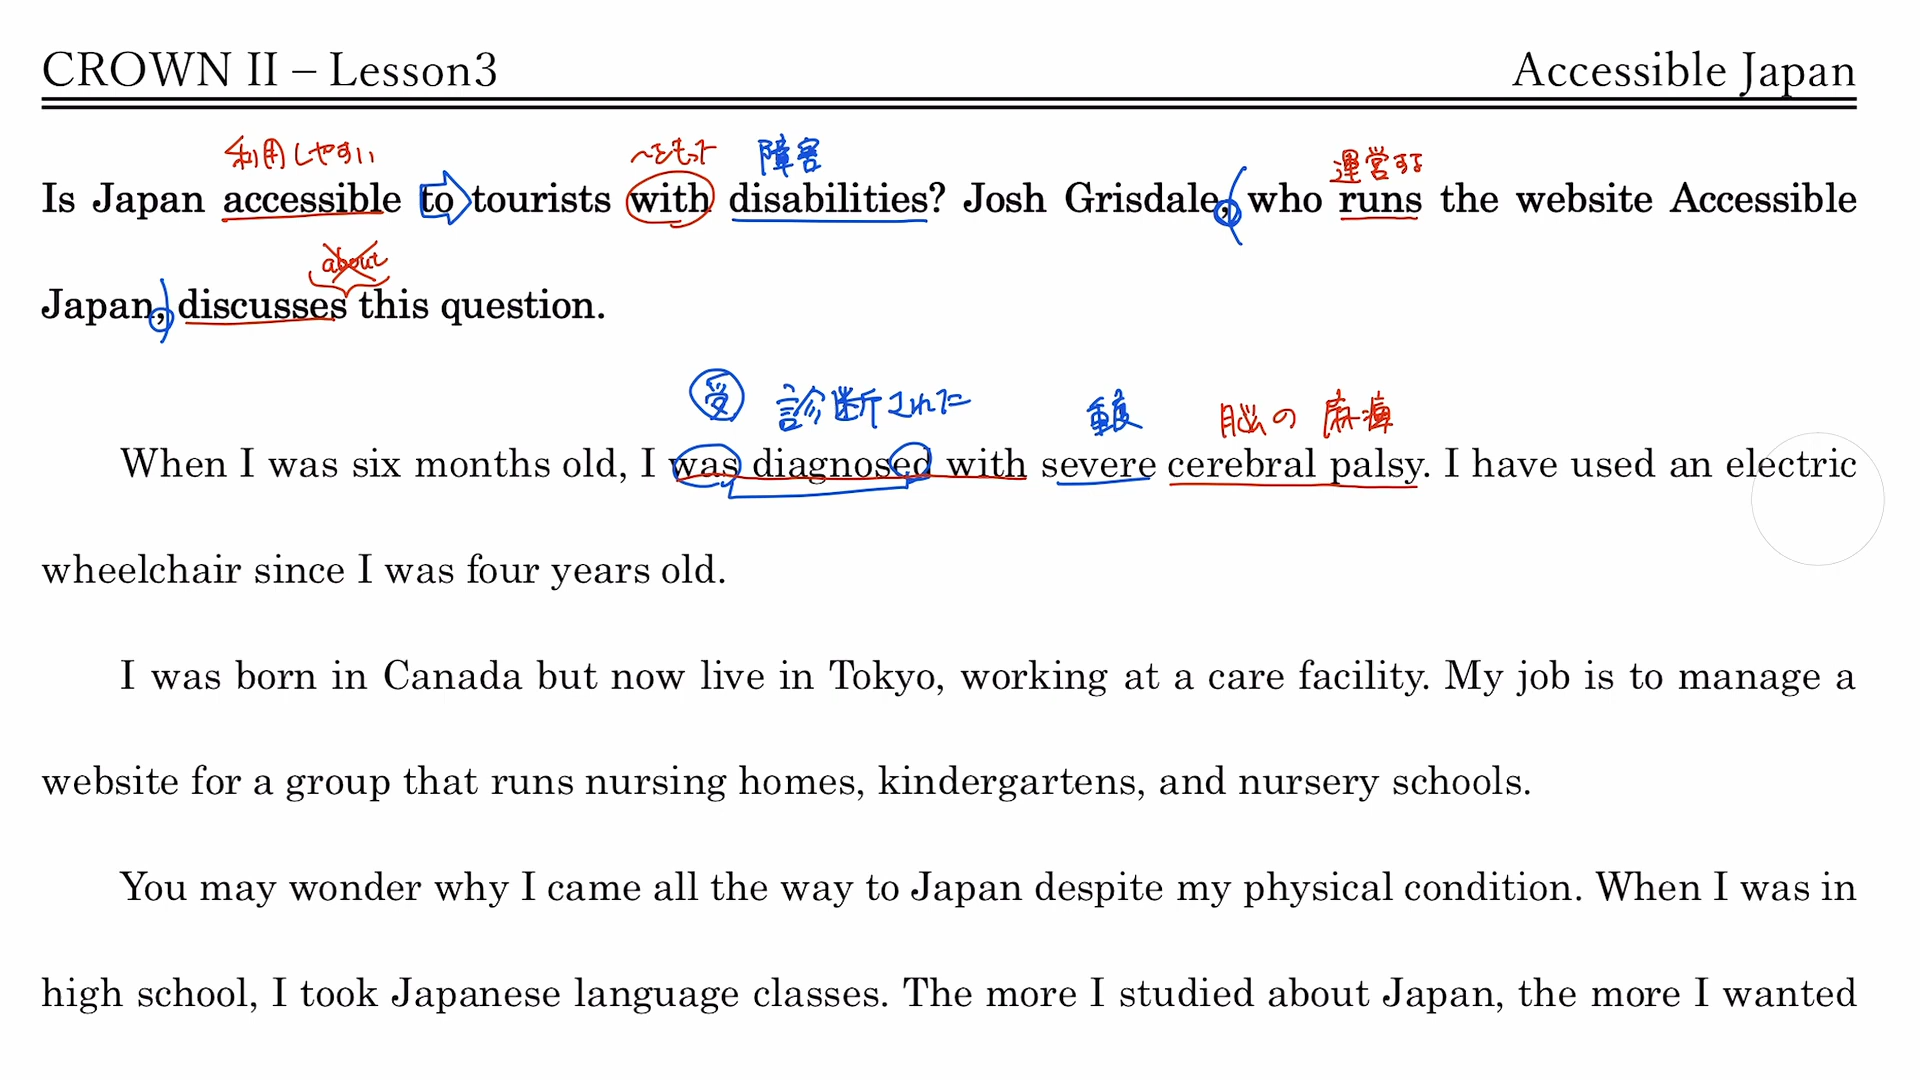 CROWN II – Lesson3 Accessible Japan
利用しやすい ~をもった 障害 運営する
Is Japan accessible to tourists with disabilities? Josh Grisdale, who runs the website Accessible
about
Japan, discusses this question.
受 診断された 重度 脳の 麻痺
When I was six months old, I was diagnosed with severe cerebral palsy. I have used an electric
wheelchair since I was four years old.
I was born in Canada but now live in Tokyo, working at a care facility. My job is to manage a
website for a group that runs nursing homes, kindergartens, and nursery schools.
You may wonder why I came all the way to Japan despite my physical condition. When I was in
high school, I took Japanese language classes. The more I studied about Japan, the more I wanted